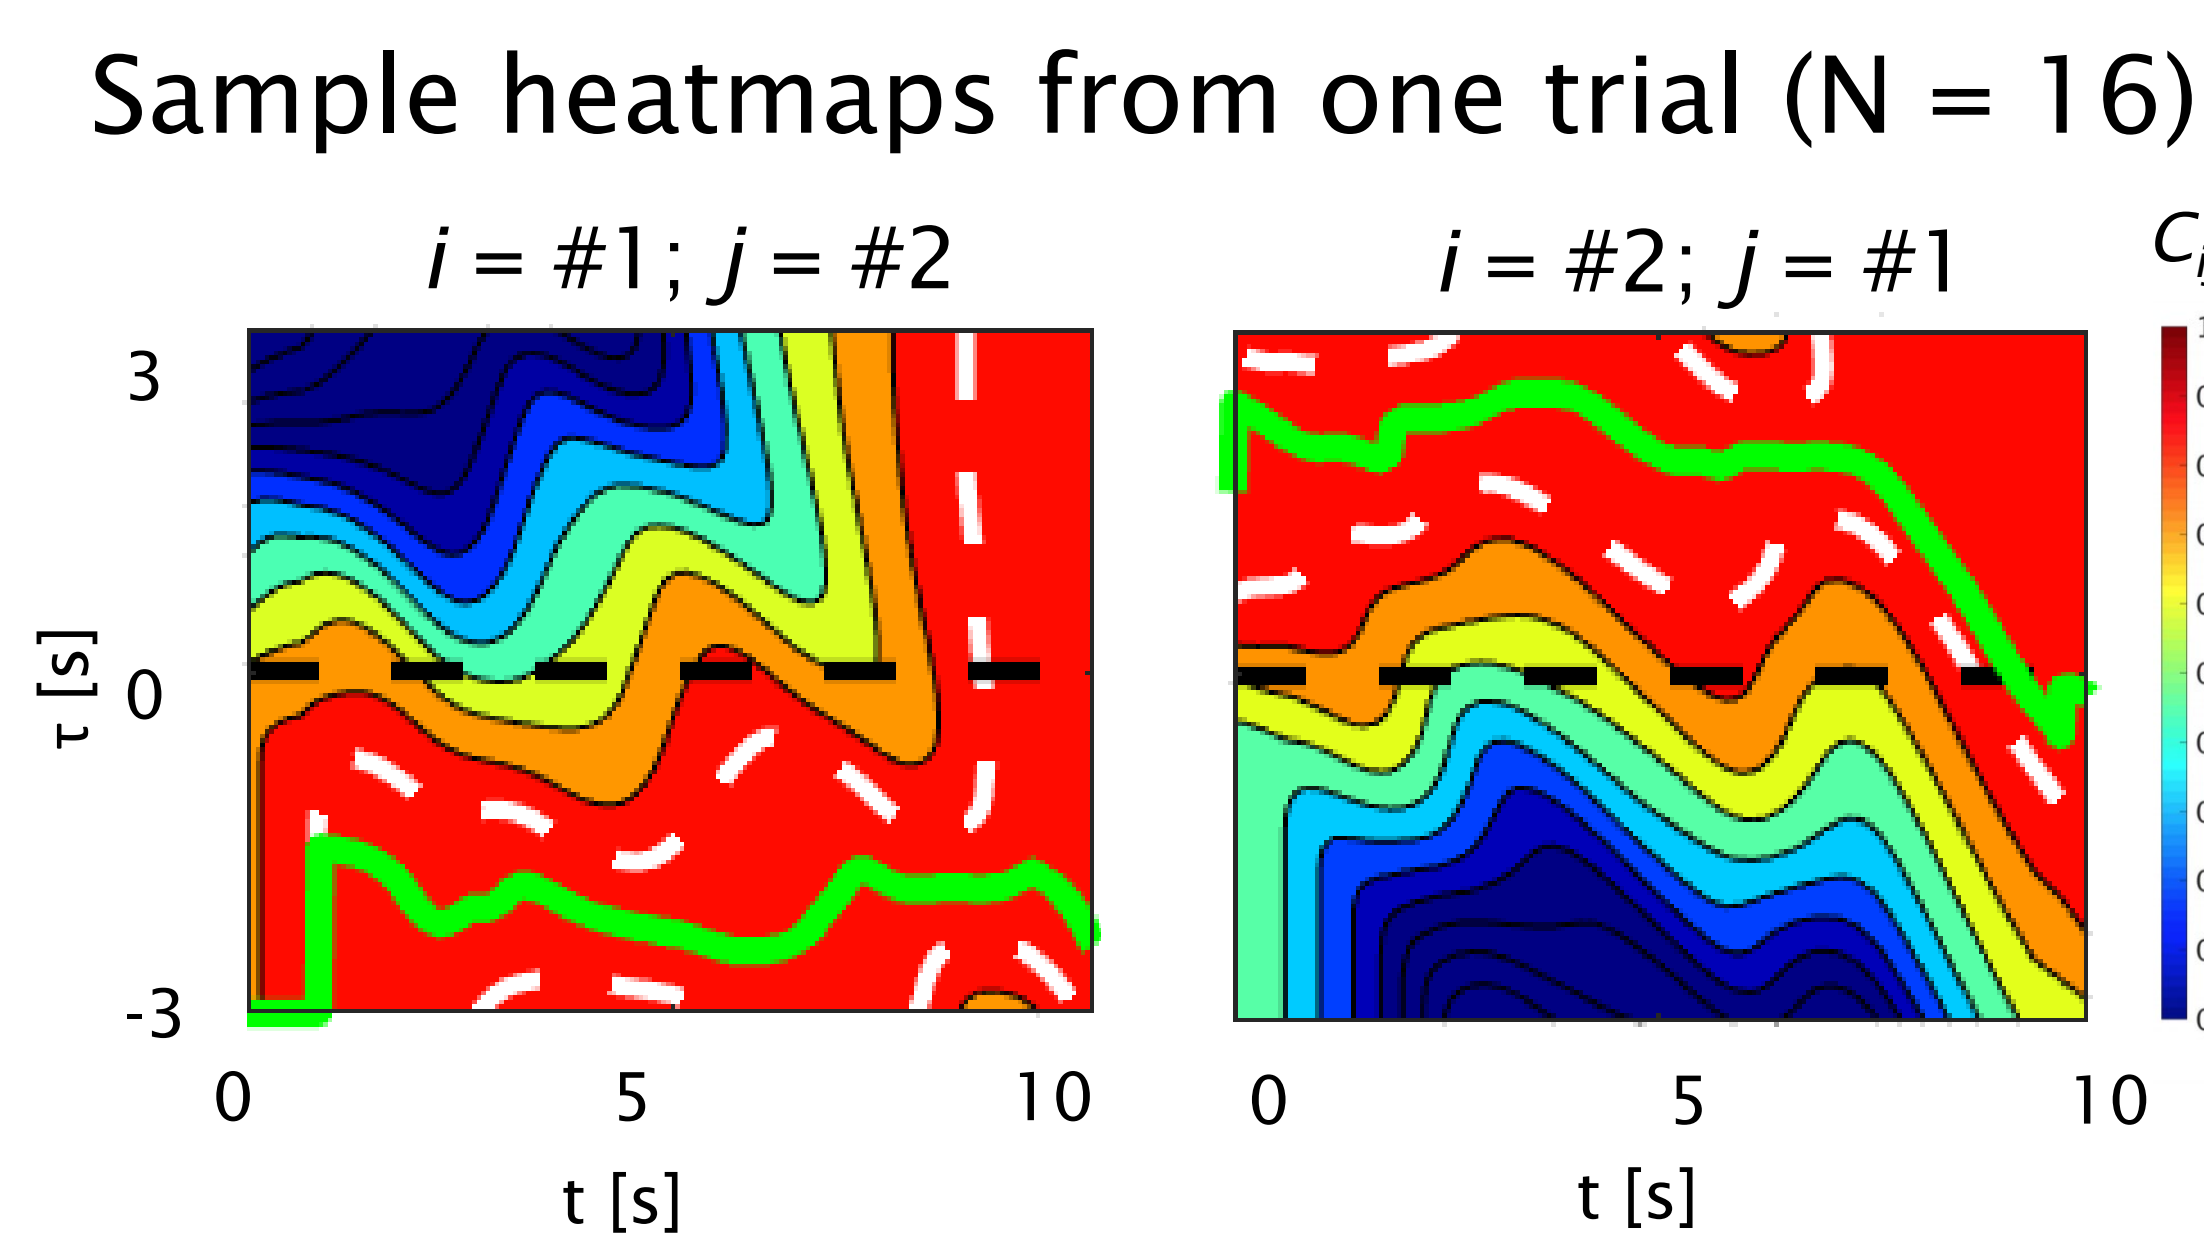 Sample heatmaps from one trial (N = 16)
i = #1; j = #2
i = #2; j = #1
3
0
-3
τ [s]
0 5 10
0 5 10
t [s]
t [s]